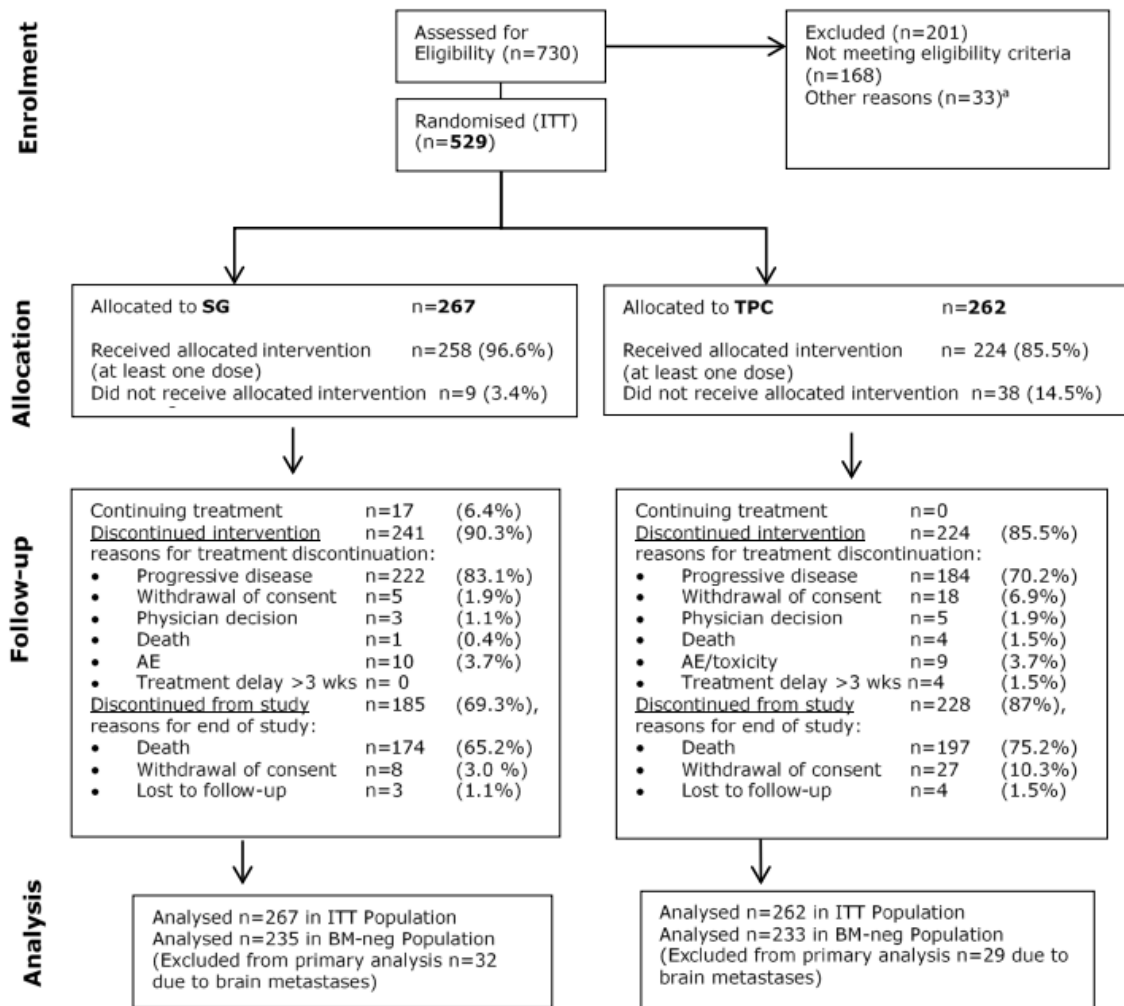 Enrolment
Assessed for
Eligibility (n=730)
Excluded (n=201)
Not meeting eligibility criteria
(n=168)
Other reasons (n=33)a
Randomised (ITT)
(n=529)
Allocation
Allocated to SG n=267
Received allocated intervention n=258 (96.6%)
(at least one dose)
Did not receive allocated intervention n=9 (3.4%)
Allocated to TPC n=262
Received allocated intervention n= 224 (85.5%)
(at least one dose)
Did not receive allocated intervention n=38 (14.5%)
Follow-up
Continuing treatment n=17 (6.4%)
Discontinued intervention n=241 (90.3%)
reasons for treatment discontinuation:
• Progressive disease n=222 (83.1%)
• Withdrawal of consent n=5 (1.9%)
• Physician decision n=3 (1.1%)
• Death n=1 (0.4%)
• AE n=10 (3.7%)
• Treatment delay >3 wks n= 0
Discontinued from study n=185 (69.3%),
reasons for end of study:
• Death n=174 (65.2%)
• Withdrawal of consent n=8 (3.0 %)
• Lost to follow-up n=3 (1.1%)
Continuing treatment n=0
Discontinued intervention n=224 (85.5%)
reasons for treatment discontinuation:
• Progressive disease n=184 (70.2%)
• Withdrawal of consent n=18 (6.9%)
• Physician decision n=5 (1.9%)
• Death n=4 (1.5%)
• AE/toxicity n=9 (3.7%)
• Treatment delay >3 wks n=4 (1.5%)
Discontinued from study n=228 (87%),
reasons for end of study:
• Death n=197 (75.2%)
• Withdrawal of consent n=27 (10.3%)
• Lost to follow-up n=4 (1.5%)
Analysis
Analysed n=267 in ITT Population
Analysed n=235 in BM-neg Population
(Excluded from primary analysis n=32
due to brain metastases)
Analysed n=262 in ITT Population
Analysed n=233 in BM-neg Population
(Excluded from primary analysis n=29 due to
brain metastases)